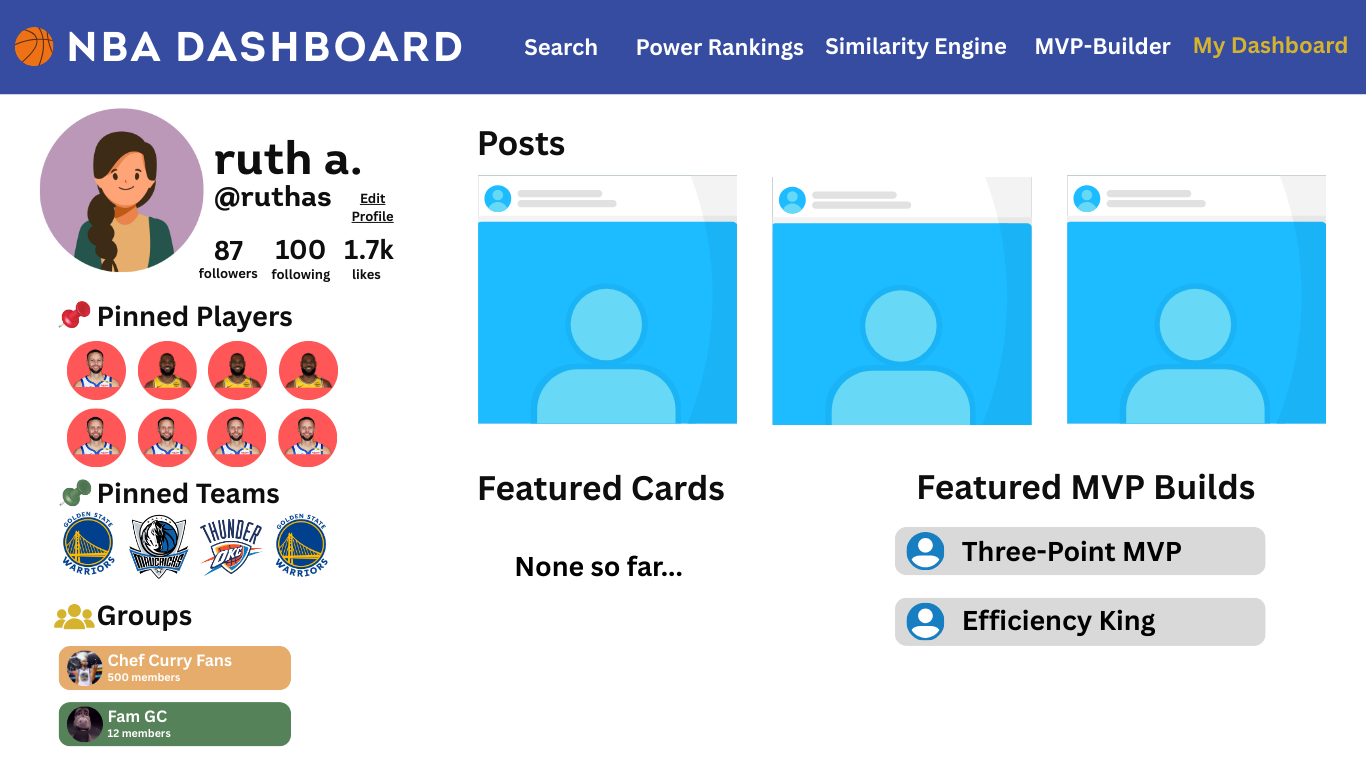 NBA DASHBOARD
Search
Power Rankings
Similarity Engine
MVP-Builder
My Dashboard
ruth a.
@ruthas
Edit
Profile
87
followers
100
following
1.7k
likes
Pinned Players
Pinned Teams
GOLDEN STATE
WARRIORS
MAVERICKS
THUNDER
OKC
GOLDEN STATE
WARRIORS
Groups
Chef Curry Fans
500 members
Fam GC
12 members
Posts
Featured Cards
None so far...
Featured MVP Builds
Three-Point MVP
Efficiency King